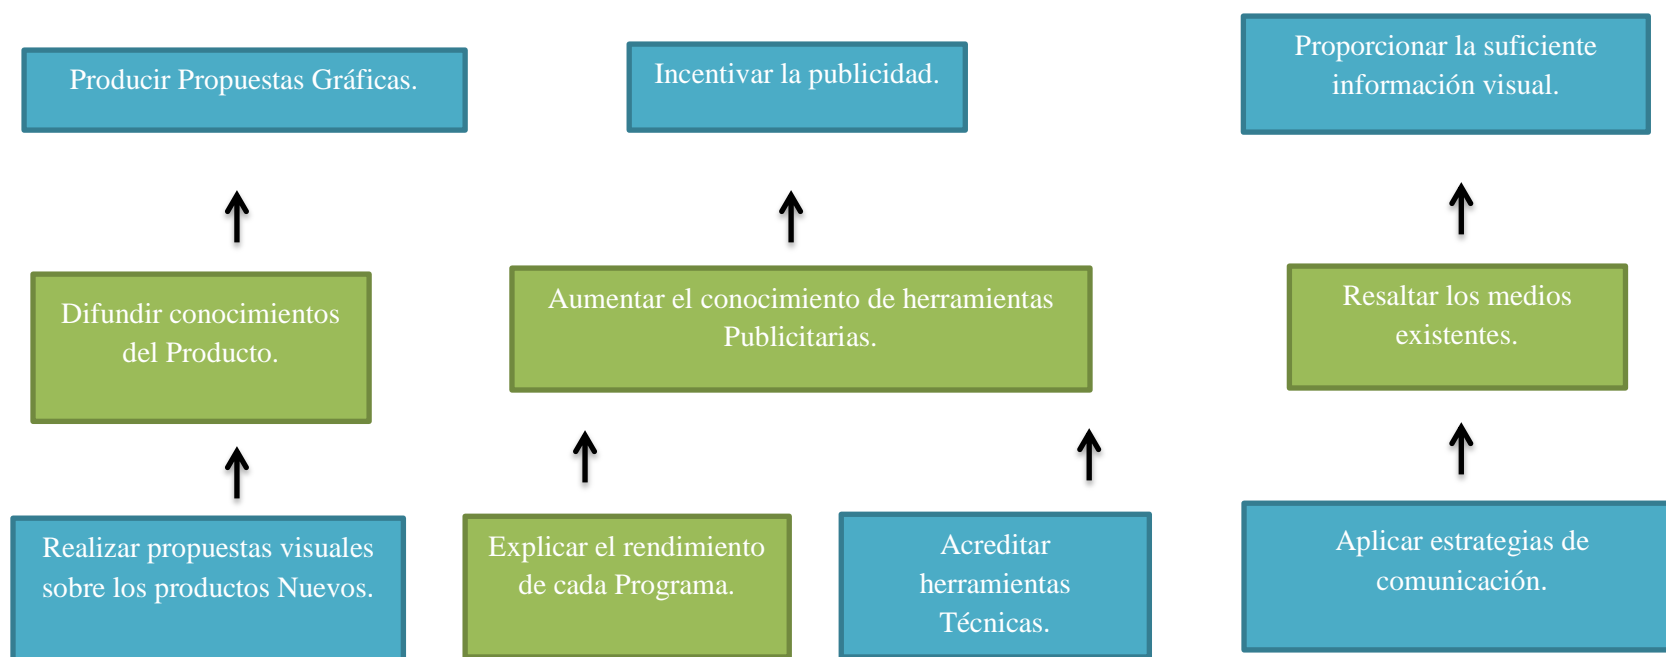 Producir Propuestas Gráficas.
Incentivar la publicidad.
Proporcionar la suficiente
información visual.
Difundir conocimientos
del Producto.
Aumentar el conocimiento de herramientas
Publicitarias.
Resaltar los medios
existentes.
Realizar propuestas visuales
sobre los productos Nuevos.
Explicar el rendimiento
de cada Programa.
Acreditar
herramientas
Técnicas.
Aplicar estrategias de
comunicación.